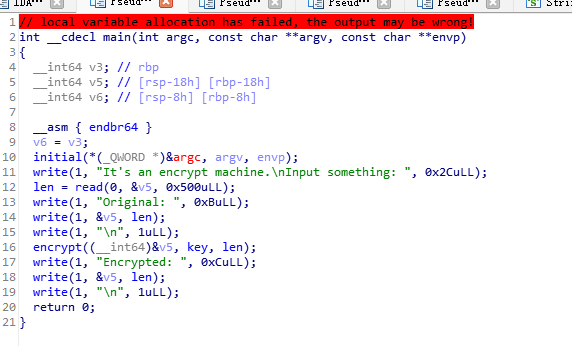 IDA
Pseud
Pseud
Pseud
Pseud
Stri
1 // local variable allocation has failed, the output may be wrong!
2 int __cdecl main(int argc, const char **argv, const char **envp)
3 {
4 __int64 v3; // rbp
5 __int64 v5; // [rsp-18h] [rbp-18h]
6 __int64 v6; // [rsp-8h] [rbp-8h]
7
8 __asm { endbr64 }
9 v6 = v3;
10 initial(*(_QWORD *)&argc, argv, envp);
11 write(1, "It's an encrypt machine.\nInput something: ", 0x2CuLL);
12 len = read(0, &v5, 0x500uLL);
13 write(1, "Original: ", 0xBuLL);
14 write(1, &v5, len);
15 write(1, "\n", 1uLL);
16 encrypt((__int64)&v5, key, len);
17 write(1, "Encrypted: ", 0xCuLL);
18 write(1, &v5, len);
19 write(1, "\n", 1uLL);
20 return 0;
21 }